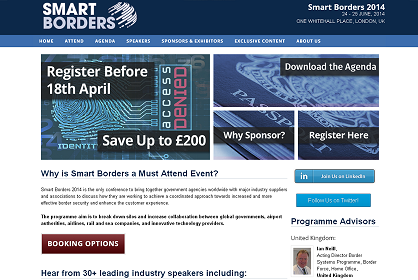 SMART
BORDERS
Smart Borders 2014
24 - 25 JUNE, 2014
ONE WHITEHALL PLACE, LONDON, UK
HOME
ATTEND
AGENDA
SPEAKERS
SPONSORS & EXHIBITORS
EXCLUSIVE CONTENT
ABOUT US
Register Before
18th April
access
DENIED
IDENTIT
Save Up to £200
Download the Agenda
PASSPORT
Why Sponsor?
Register Here
Why is Smart Borders a Must Attend Event?
Smart Borders 2014 is the only conference to bring together government agencies worldwide with major industry suppliers
and associations to discuss how they are working to achieve a coordinated approach towards increased and more
effective border security and enhance the customer experience.
The programme aim is to break down silos and increase collaboration between global governments, airport
authorities, airlines, rail and sea companies, and innovative technology providers.
BOOKING OPTIONS
Hear from 30+ leading industry speakers including:
in Join Us on LinkedIn
Follow Us on Twitter!
Programme Advisors
United Kingdom:
Ian Neill,
Acting Director Border
Systems Programme, Border
Force, Home Office,
United Kingdom